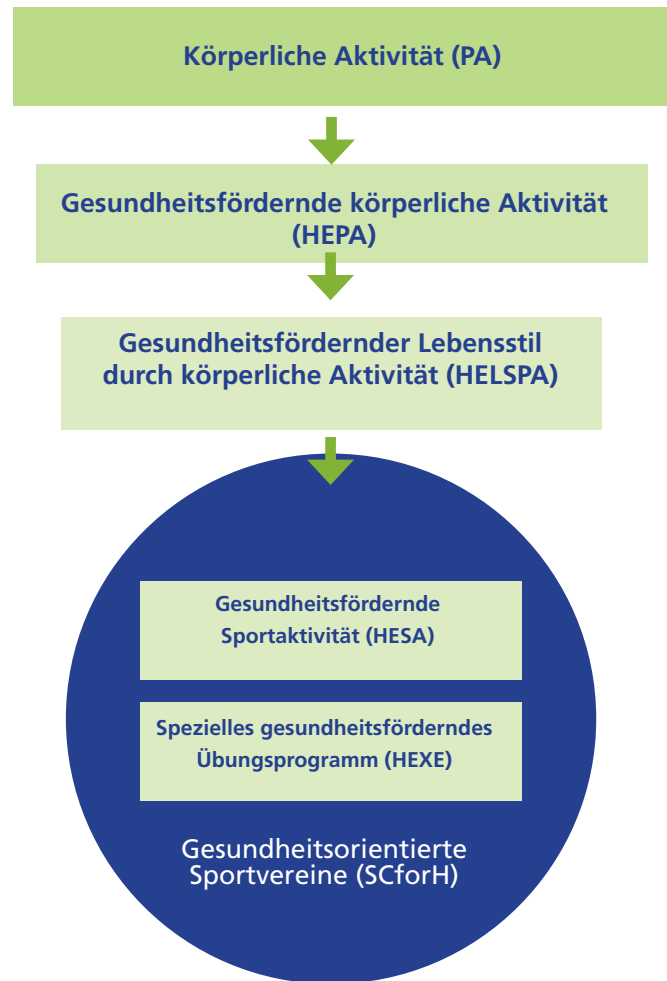 Körperliche Aktivität (PA)
Gesundheitsfördernde körperliche Aktivität
(HEPA)
Gesundheitsfördernder Lebensstil
durch körperliche Aktivität (HELSPA)
Gesundheitsfördernde
Sportaktivität (HESA)
Spezielles gesundheitsförderndes
Übungsprogramm (HEXE)
Gesundheitsorientierte
Sportvereine (SCforH)